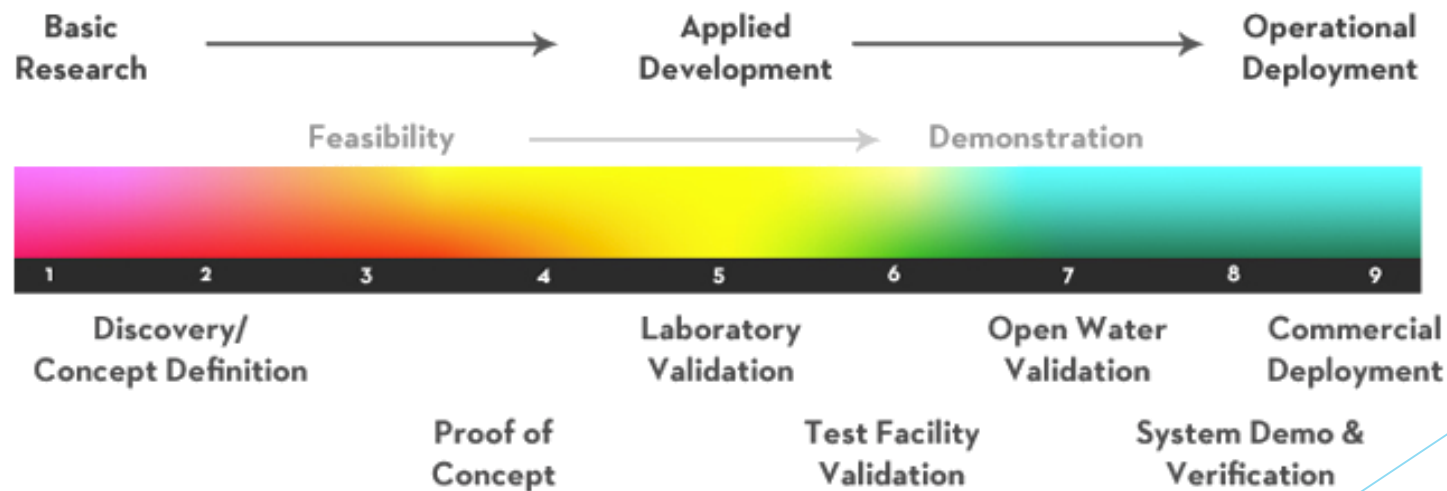 Basic
Research
Applied
Development
Operational
Deployment
Feasibility
Demonstration
1 2 3 4 5 6 7 8 9
Discovery/
Concept Definition
Laboratory
Validation
Open Water
Validation
Commercial
Deployment
Proof of
Concept
Test Facility
Validation
System Demo &
Verification